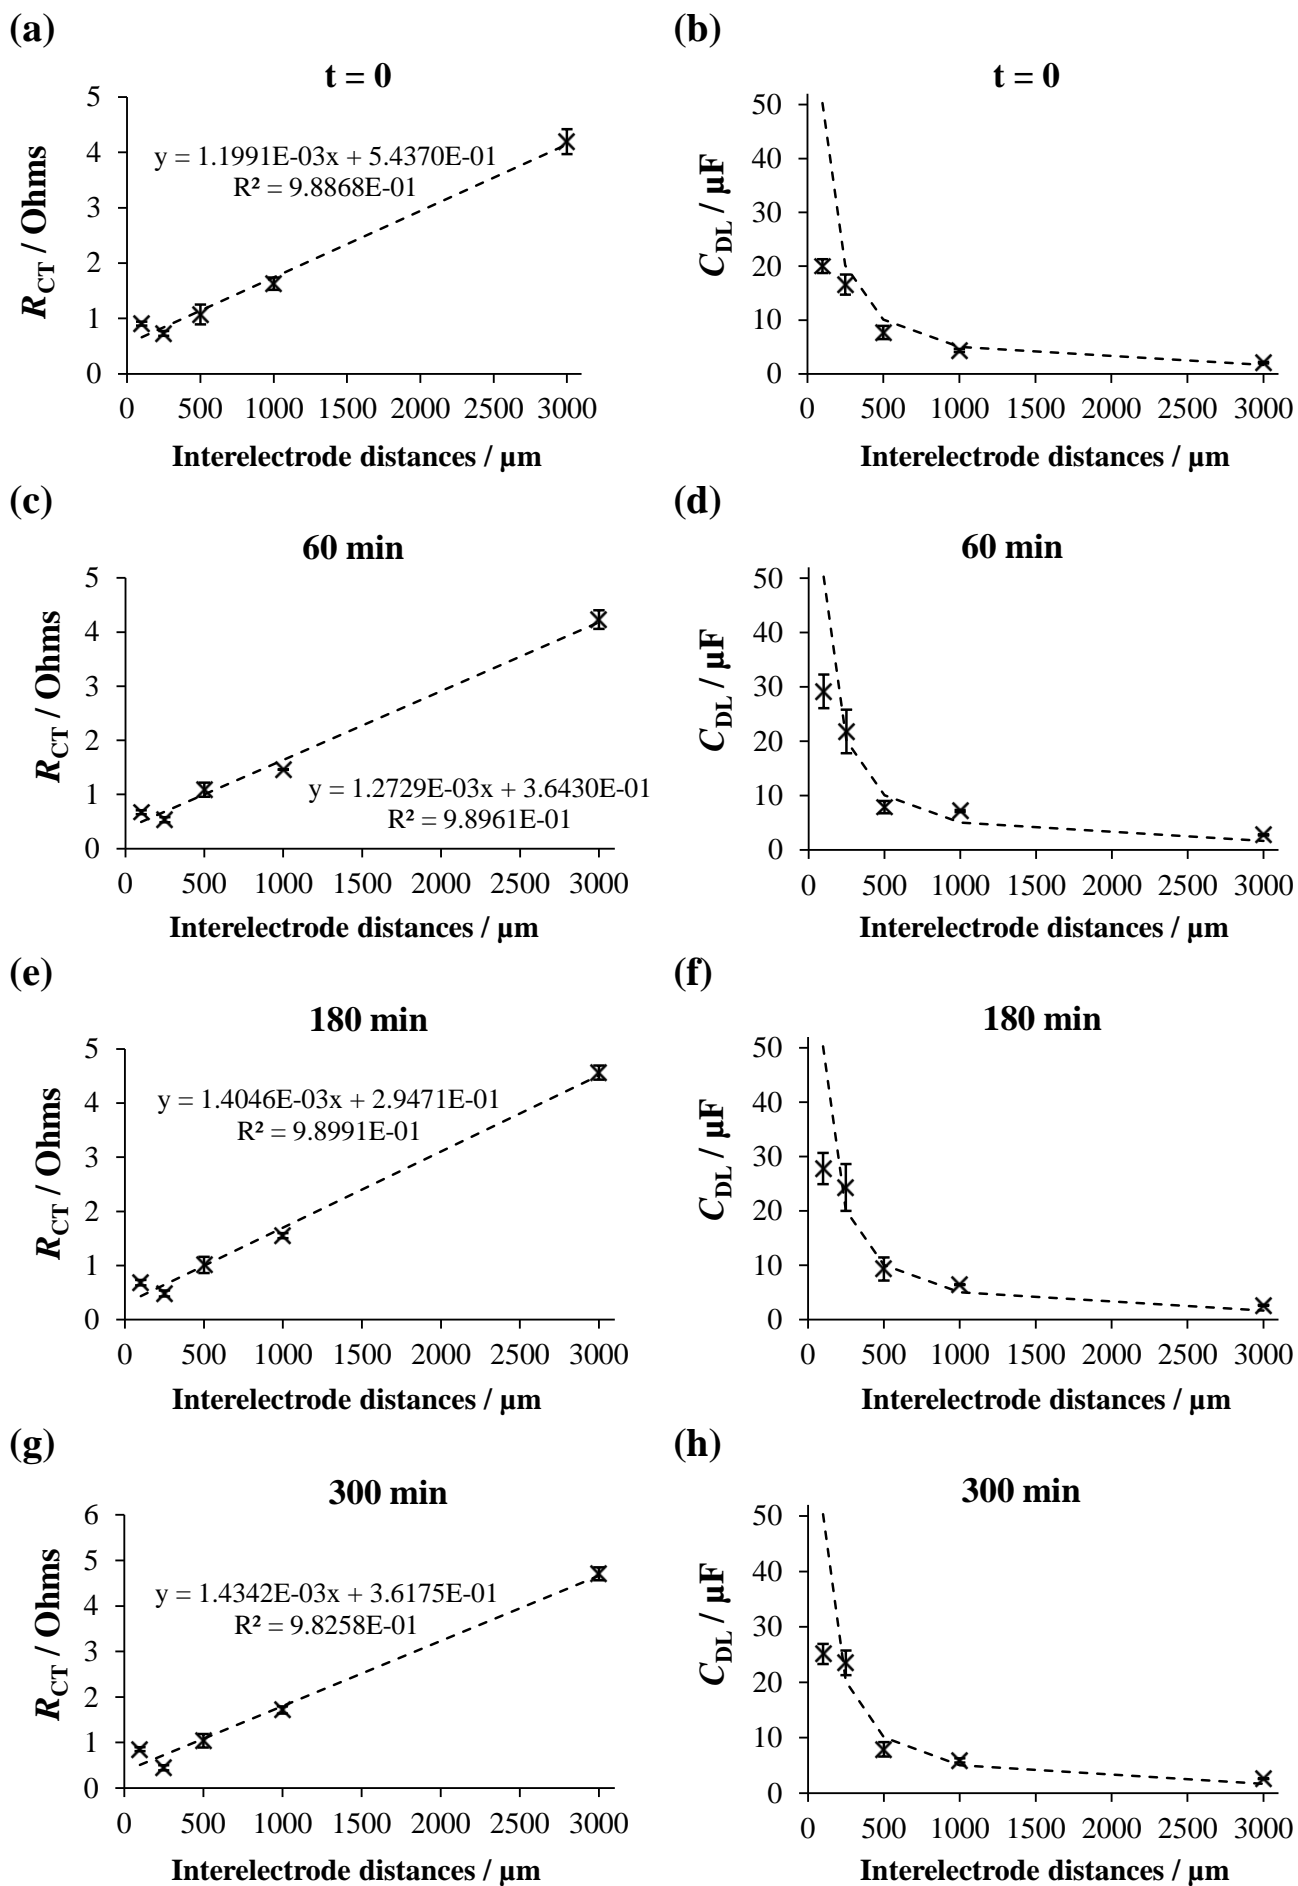 (a)
t = 0
5
4
3
2
1
0
R_CT / Ohms
y = 1.1991E-03x + 5.4370E-01
R² = 9.8868E-01
0 500 1000 1500 2000 2500 3000
Interelectrode distances / µm
(b)
t = 0
50
40
30
20
10
0
C_DL / µF
0 500 1000 1500 2000 2500 3000
Interelectrode distances / µm
(c)
60 min
5
4
3
2
1
0
R_CT / Ohms
y = 1.2729E-03x + 3.6430E-01
R² = 9.8961E-01
0 500 1000 1500 2000 2500 3000
Interelectrode distances / µm
(d)
60 min
50
40
30
20
10
0
C_DL / µF
0 500 1000 1500 2000 2500 3000
Interelectrode distances / µm
(e)
180 min
5
4
3
2
1
0
R_CT / Ohms
y = 1.4046E-03x + 2.9471E-01
R² = 9.8991E-01
0 500 1000 1500 2000 2500 3000
Interelectrode distances / µm
(f)
180 min
50
40
30
20
10
0
C_DL / µF
0 500 1000 1500 2000 2500 3000
Interelectrode distances / µm
(g)
300 min
6
5
4
3
2
1
0
R_CT / Ohms
y = 1.4342E-03x + 3.6175E-01
R² = 9.8258E-01
0 500 1000 1500 2000 2500 3000
Interelectrode distances / µm
(h)
300 min
50
40
30
20
10
0
C_DL / µF
0 500 1000 1500 2000 2500 3000
Interelectrode distances / µm